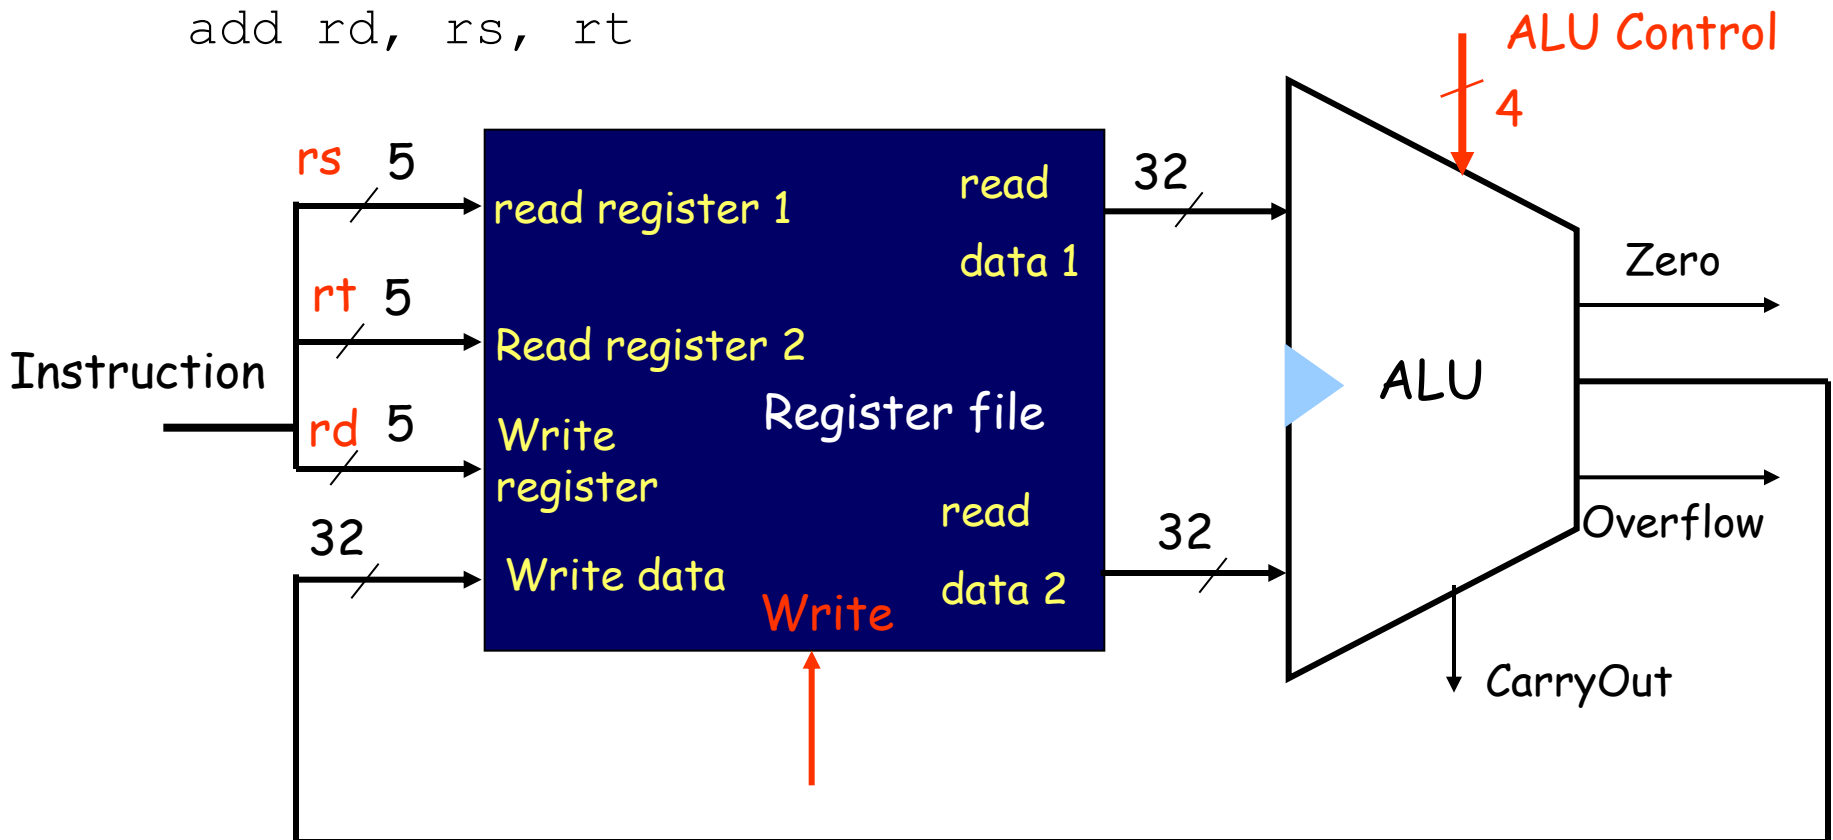 add rd, rs, rt
ALU Control
4
rs 5
read register 1
read
data 1
32
rt 5
Read register 2
Instruction
rd 5
Write
register
Register file
32
Write data
read
data 2
32
Write
ALU
Zero
Overflow
CarryOut